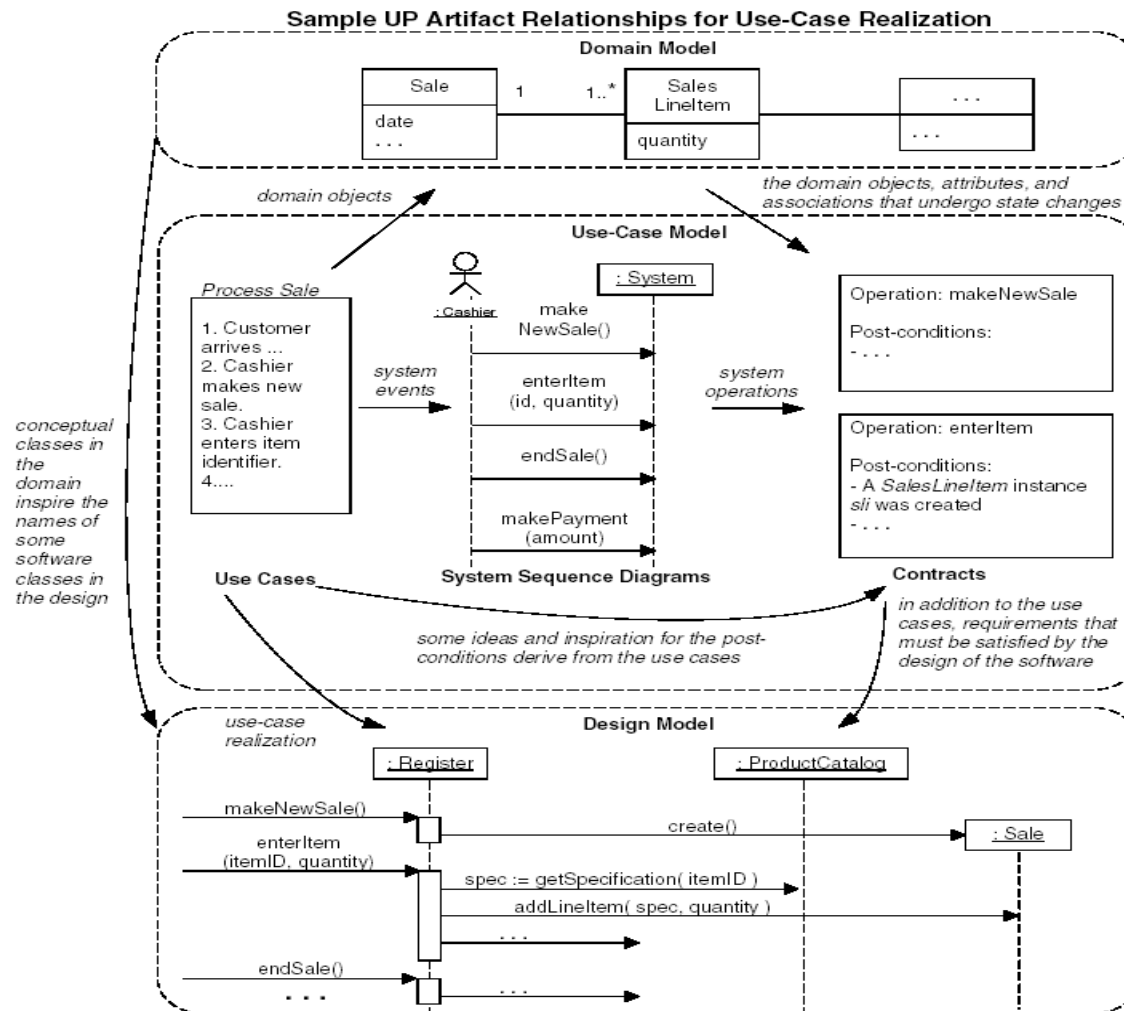 Sample UP Artifact Relationships for Use-Case Realization
Domain Model
Sale
1
1..*
Sales
LineItem
. . .
date
. . .
quantity
. . .
domain objects
the domain objects, attributes, and
associations that undergo state changes
Use-Case Model
Process Sale
1. Customer
arrives ...
2. Cashier
makes new
sale.
3. Cashier
enters item
identifier.
4....
system
events
: Cashier
: System
make
NewSale()
enterItem
(id, quantity)
endSale()
makePayment
(amount)
system
operations
Operation: makeNewSale
Post-conditions:
- . . .
Operation: enterItem
Post-conditions:
- A SalesLineItem instance
sli was created
- . . .
conceptual
classes in
the
domain
inspire the
names of
some
software
classes in
the design
Use Cases
System Sequence Diagrams
Contracts
some ideas and inspiration for the post-
conditions derive from the use cases
in addition to the use
cases, requirements that
must be satisfied by the
design of the software
use-case
realization
Design Model
: Register
: ProductCatalog
makeNewSale()
create()
: Sale
enterItem
(itemID, quantity)
spec := getSpecification( itemID )
addLineItem( spec, quantity )
. . .
endSale()
. . .
. . .